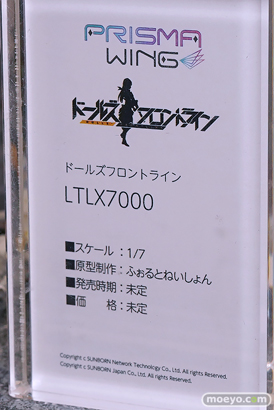 PRISMA
WING
ドールズフロントライン
ドールズフロントライン
LTLX7000
■スケール：1/7
■原型制作：ふぉるとねいしょん
■発売時期：未定
■価　　格：未定
Copyright © SUNBORN Network Technology Co., Ltd. All rights Reserved.
Copyright © SUNBORN Japan Co., Ltd. All rights Reserved.
moeyo.com